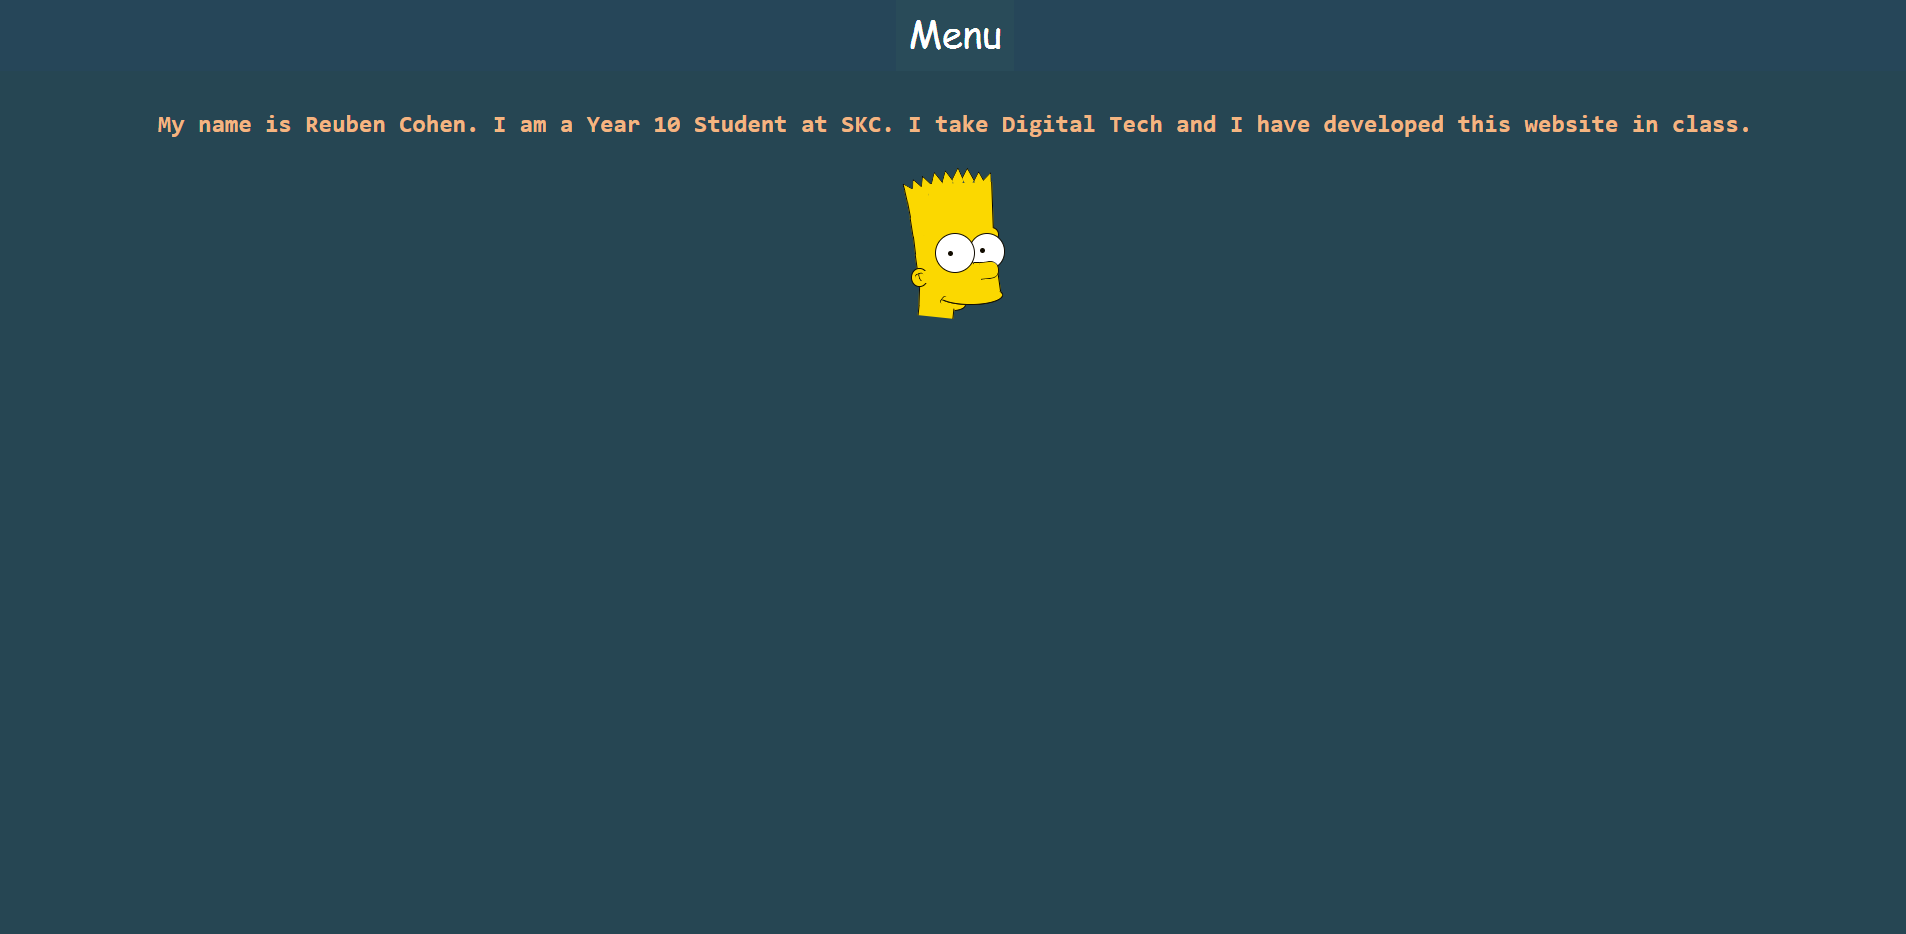 Menu
My name is Reuben Cohen. I am a Year 10 Student at SKC. I take Digital Tech and I have developed this website in class.